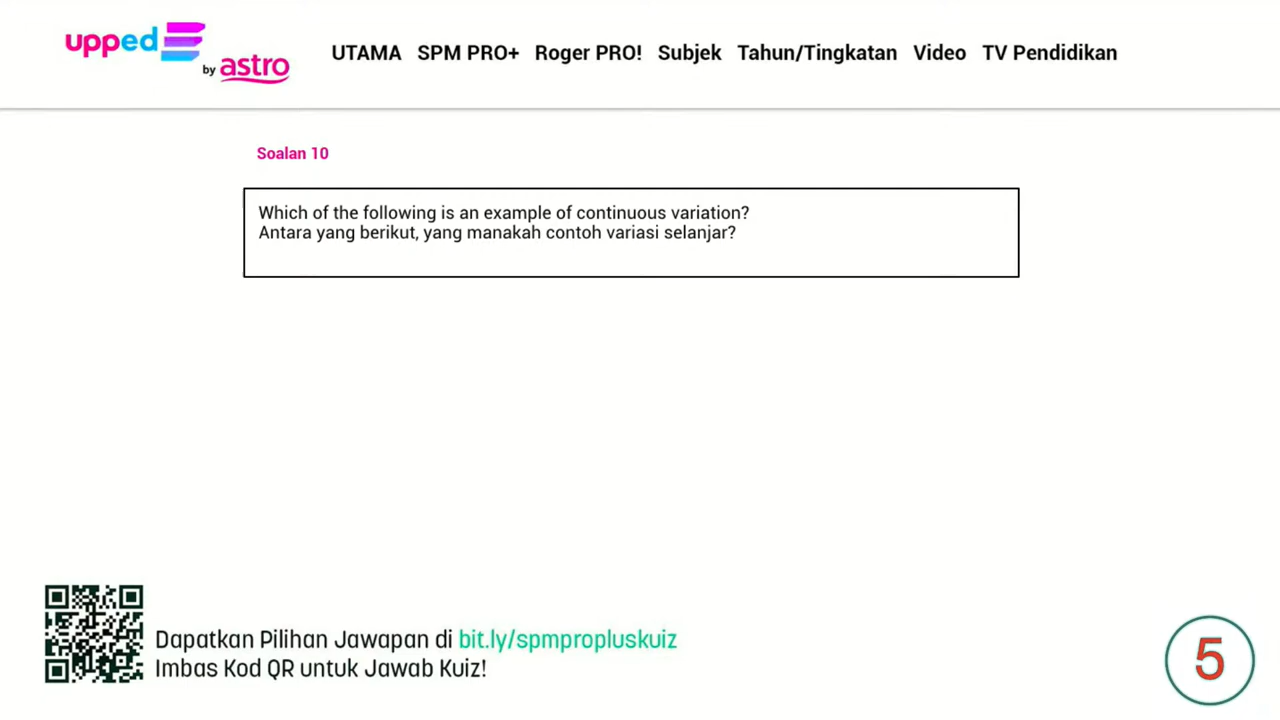 upped by astro
UTAMA SPM PRO+ Roger PRO! Subjek Tahun/Tingkatan Video TV Pendidikan
Soalan 10
Which of the following is an example of continuous variation?
Antara yang berikut, yang manakah contoh variasi selanjar?
Dapatkan Pilihan Jawapan di bit.ly/spmpropluskuiz
Imbas Kod QR untuk Jawab Kuiz!
5